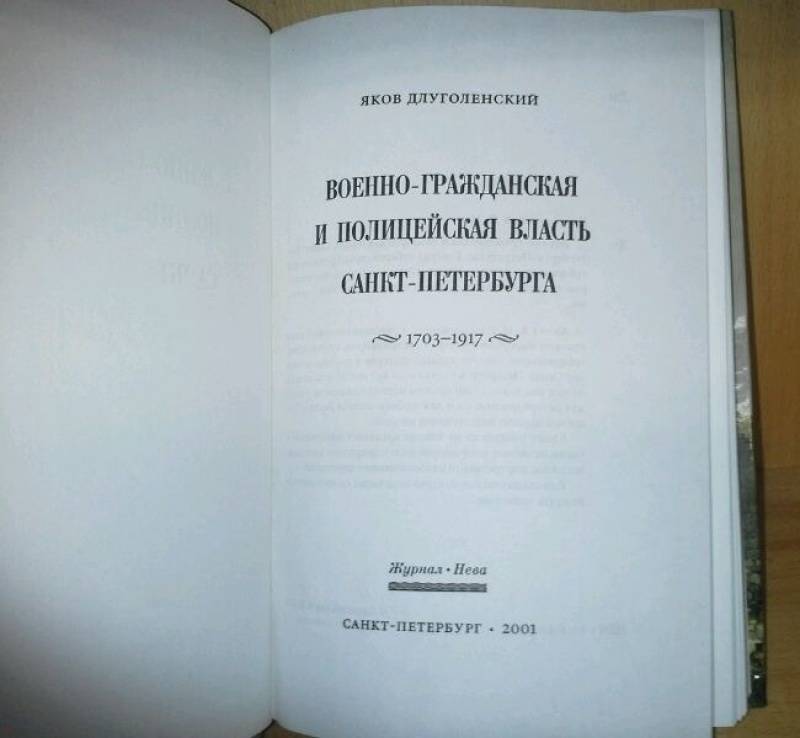 ЯКОВ ДЛУГОЛЕНСКИЙ
ВОЕННО-ГРАЖДАНСКАЯ
И ПОЛИЦЕЙСКАЯ ВЛАСТЬ
САНКТ-ПЕТЕРБУРГА
1703–1917
Журнал • Нева
САНКТ-ПЕТЕРБУРГ • 2001